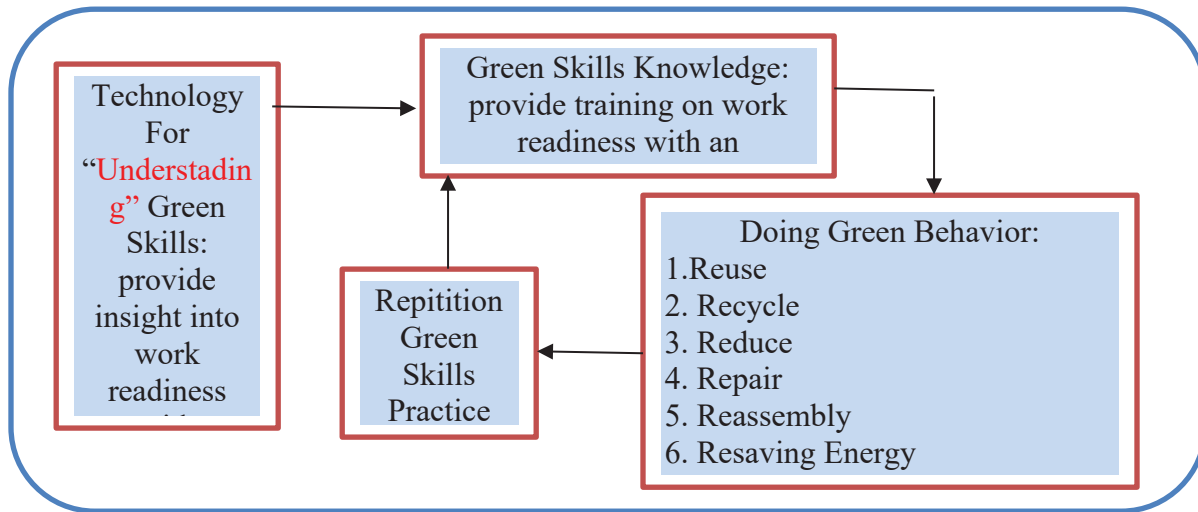 Technology
For
“Understadin
g” Green
Skills:
provide
insight into
work
readiness
Green Skills Knowledge:
provide training on work
readiness with an
Doing Green Behavior:
1.Reuse
2. Recycle
3. Reduce
4. Repair
5. Reassembly
6. Resaving Energy
Repitition
Green
Skills
Practice